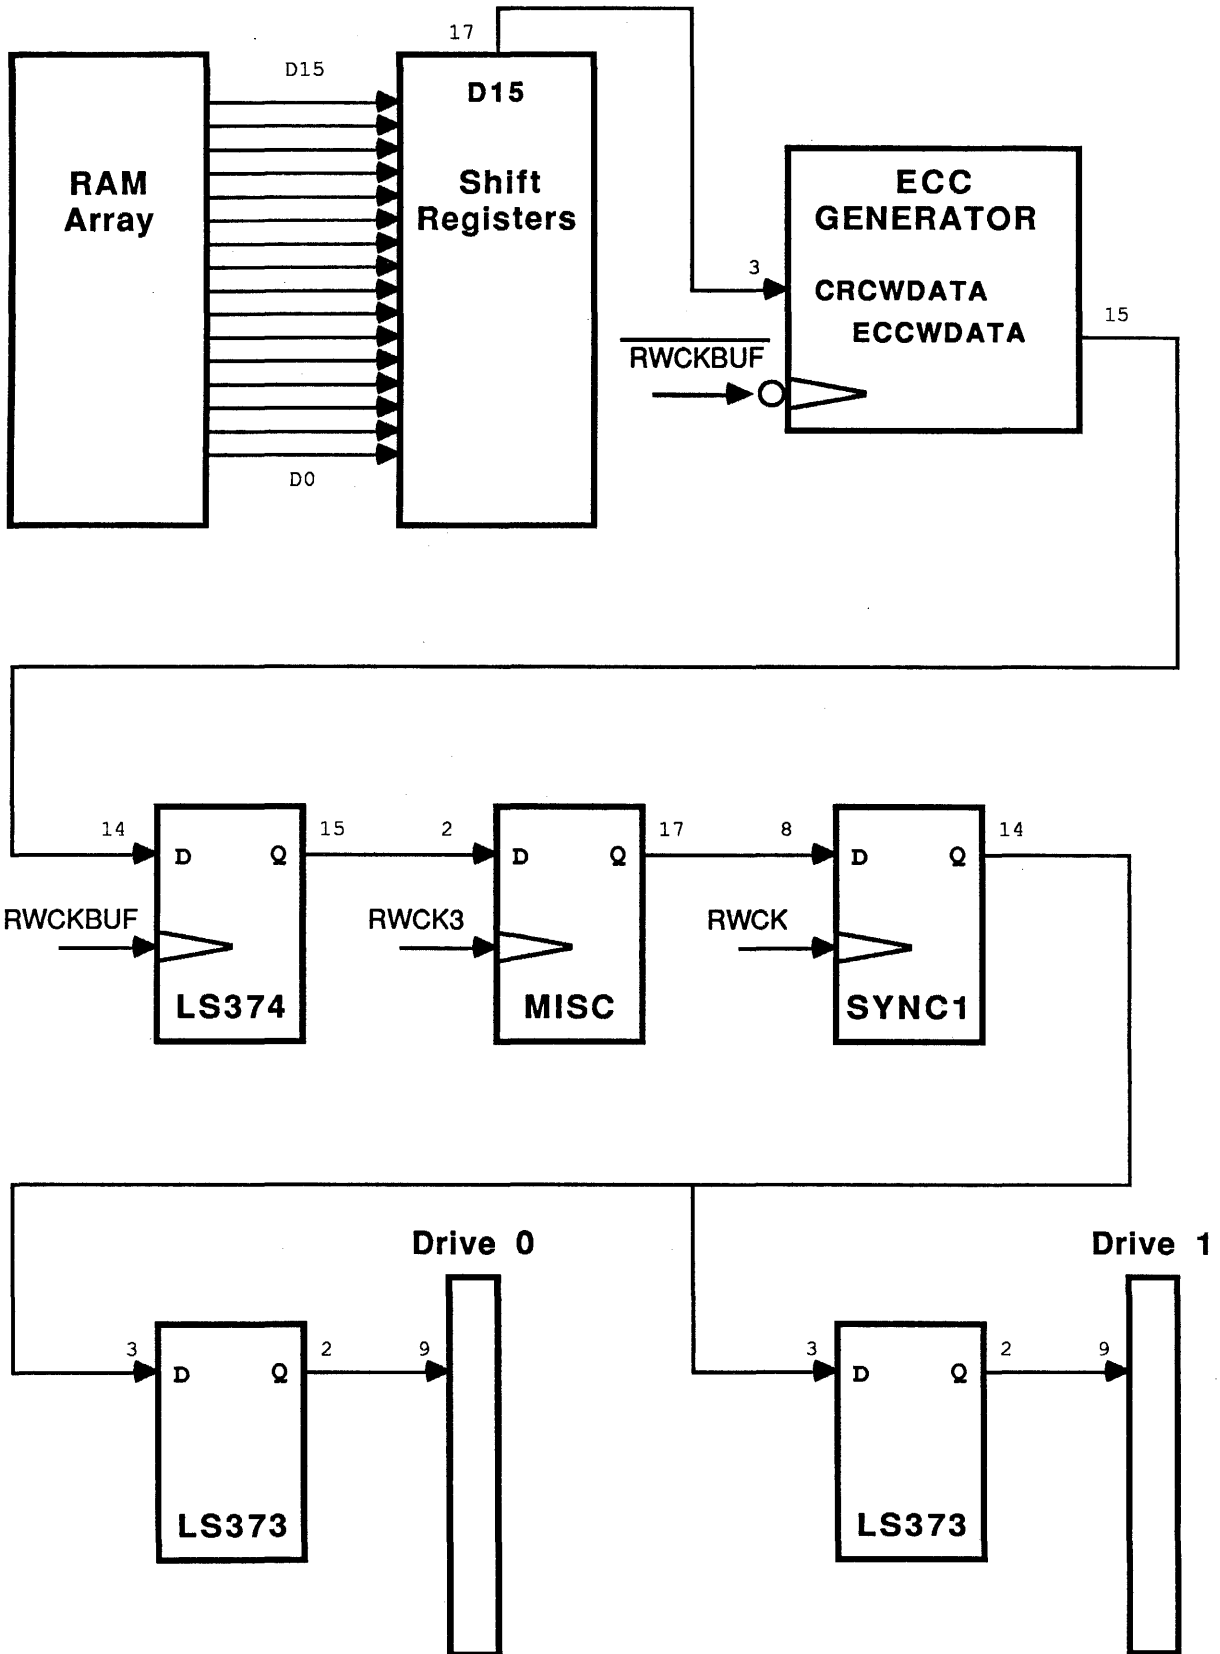 17
D15
D15
RAM
Array
Shift
Registers
D0
ECC
GENERATOR
3
CRCWDATA
ECCWDATA
15
RWCKBUF
14
D Q
15
RWCKBUF
LS374
2
D Q
17
RWCK3
MISC
8
D Q
14
RWCK
SYNC1
Drive 0
Drive 1
3
D Q
2
9
LS373
3
D Q
2
9
LS373